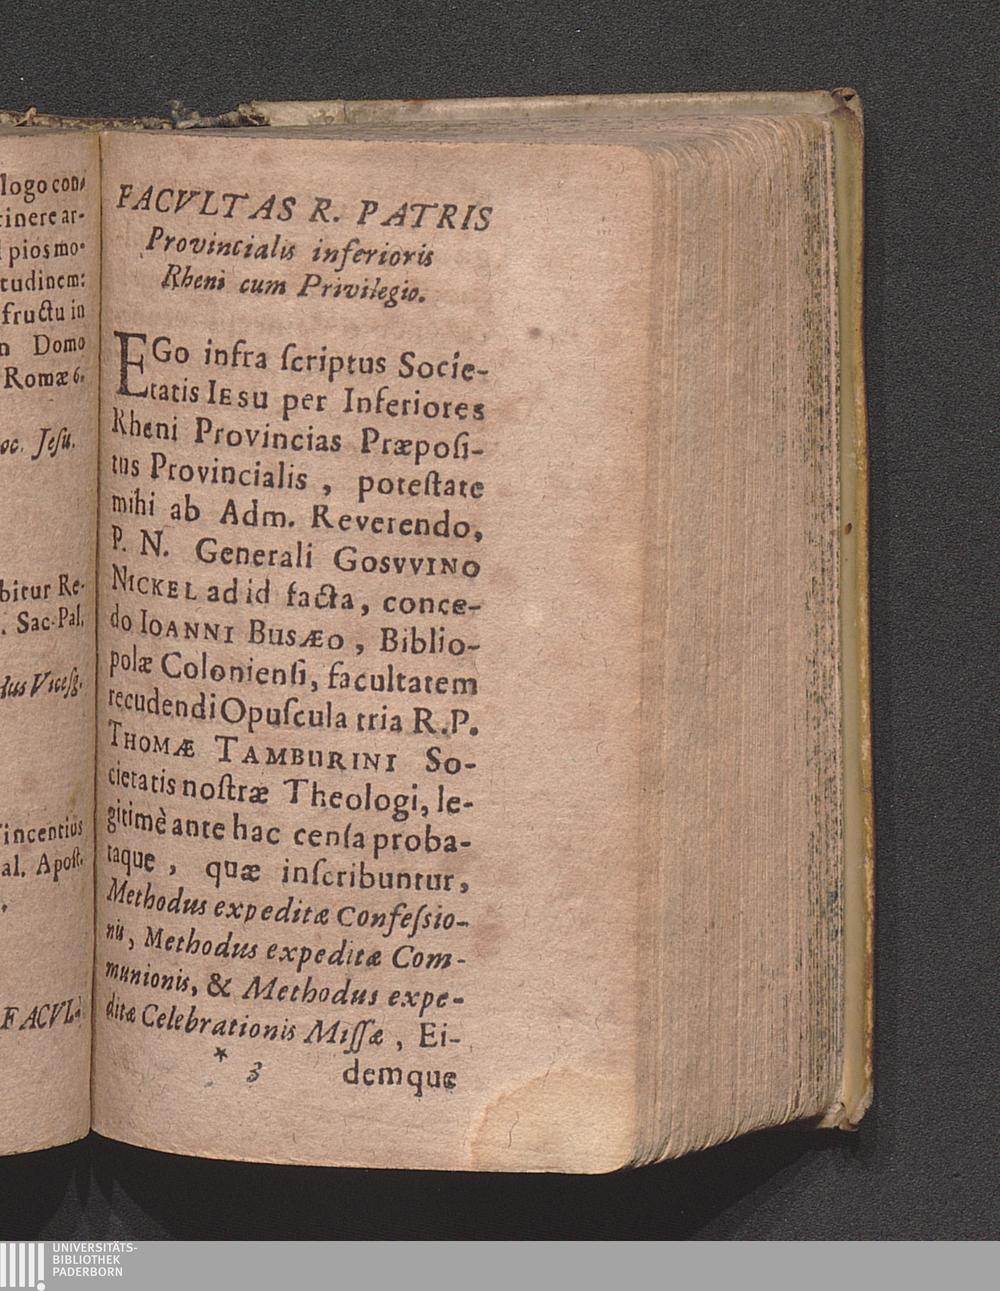 logo con-
tinere ar-
pios mo-
tudinem:
fructu in
Domo
Romæ 6.
oc. Jeſu.
bitur Re-
. Sac. Pal.
dus Viceſg.
incentius
al. Apoſt.
FACVL-
FACVLTAS R. PATRIS
Provincialis inferioris
Rheni cum Privilegio.
EGo infra ſcriptus Socie-
tatis IESU per Inferiores
Rheni Provincias Præpoſi-
tus Provincialis , poteſtate
mihi ab Adm. Reverendo,
P. N. Generali GOSVVINO
NICKEL ad id facta, conce-
do IOANNI BUSÆO , Biblio-
polæ Colonienſi, facultatem
recudendi Opuſcula tria R.P.
THOMÆ TAMBURINI So-
cietatis noſtræ Theologi, le-
gitimè ante hac cenſa proba-
taque , quæ inſcribuntur,
Methodus expeditæ Confeſsio-
nis, Methodus expeditæ Com-
munionis, & Methodus expe-
ditæ Celebrationis Miſſæ , Ei-
* 3 demque
UNIVERSITÄTS-
BIBLIOTHEK
PADERBORN